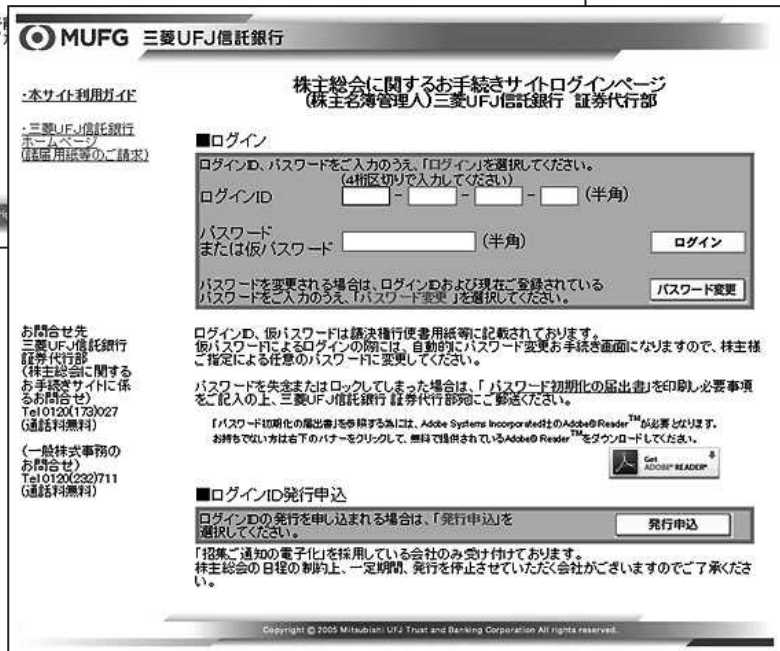 MUFG 三菱UFJ信託銀行
・本サイト利用ガイド
・三菱UFJ信託銀行
ホームページ
(諸届用紙等のご請求)
株主総会に関するお手続きサイトログインページ
(株主名簿管理人)三菱UFJ信託銀行 証券代行部
■ログイン
ログインID、パスワードをご入力のうえ、「ログイン」を選択してください。
(4桁区切りで入力してください)
ログインID - - - (半角)
パスワード
または仮パスワード (半角) ログイン
パスワードを変更される場合は、ログインIDおよび現在ご登録されている
パスワードをご入力のうえ、「パスワード変更」を選択してください。
パスワード変更
お問合せ先
三菱UFJ信託銀行
証券代行部
(株主総会に関する
お手続きサイトに係
るお問合せ)
Tel 0120(173)027
(通話料無料)
(一般株式事務の
お問合せ)
Tel 0120(232)711
(通話料無料)
ログインID、仮パスワードは議決権行使書用紙等に記載されております。
仮パスワードによるログインの際には、自動的にパスワード変更お手続き画面になりますので、株主様
ご指定による任意のパスワードに変更してください。
パスワードを失念またはロックしてしまった場合は、「 パスワード初期化の届出書」を印刷し必要事項
をご記入の上、三菱UFJ信託銀行 証券代行部宛にご郵送ください。
「パスワード初期化の届出書」を参照する為には、Adobe Systems Incorporated社のAdobe® Reader™が必要となります。
お持ちでない方は右下のバナーをクリックして、無料で提供されているAdobe® Reader™をダウンロードしてください。
Get
ADOBE® READER®
■ログインID発行申込
ログインIDの発行を申し込まれる場合は、「発行申込」を
選択してください。
発行申込
「招集ご通知の電子化」を採用している会社のみ受け付けております。
株主総会の日程の制約上、一定期間、発行を停止させていただく会社がございますのでご了承くださ
い。
Copyright © 2005 Mitsubishi UFJ Trust and Banking Corporation All rights reserved.